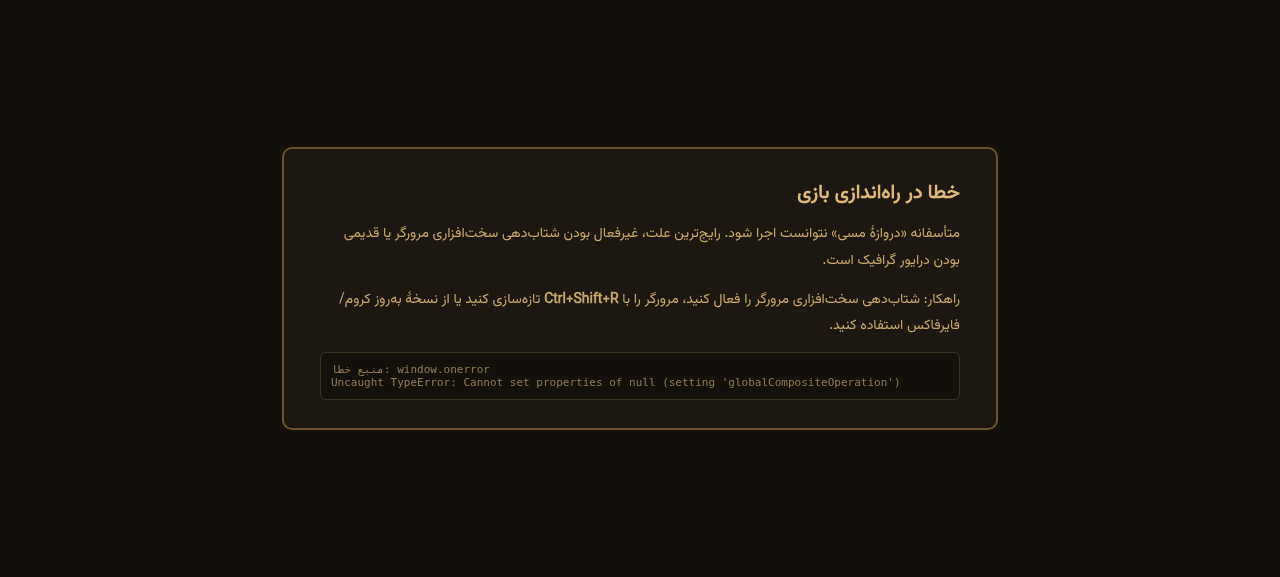 خطا در راه‌اندازی بازی
متأسفانه «دروازهٔ مسی» نتوانست اجرا شود. رایج‌ترین علت، غیرفعال بودن شتاب‌دهی سخت‌افزاری مرورگر یا قدیمی
بودن درایور گرافیک است.
راهکار: شتاب‌دهی سخت‌افزاری مرورگر را فعال کنید، مرورگر را با Ctrl+Shift+R تازه‌سازی کنید یا از نسخهٔ به‌روز کروم/
فایرفاکس استفاده کنید.
منبع خطا: window.onerror
Uncaught TypeError: Cannot set properties of null (setting 'globalCompositeOperation')